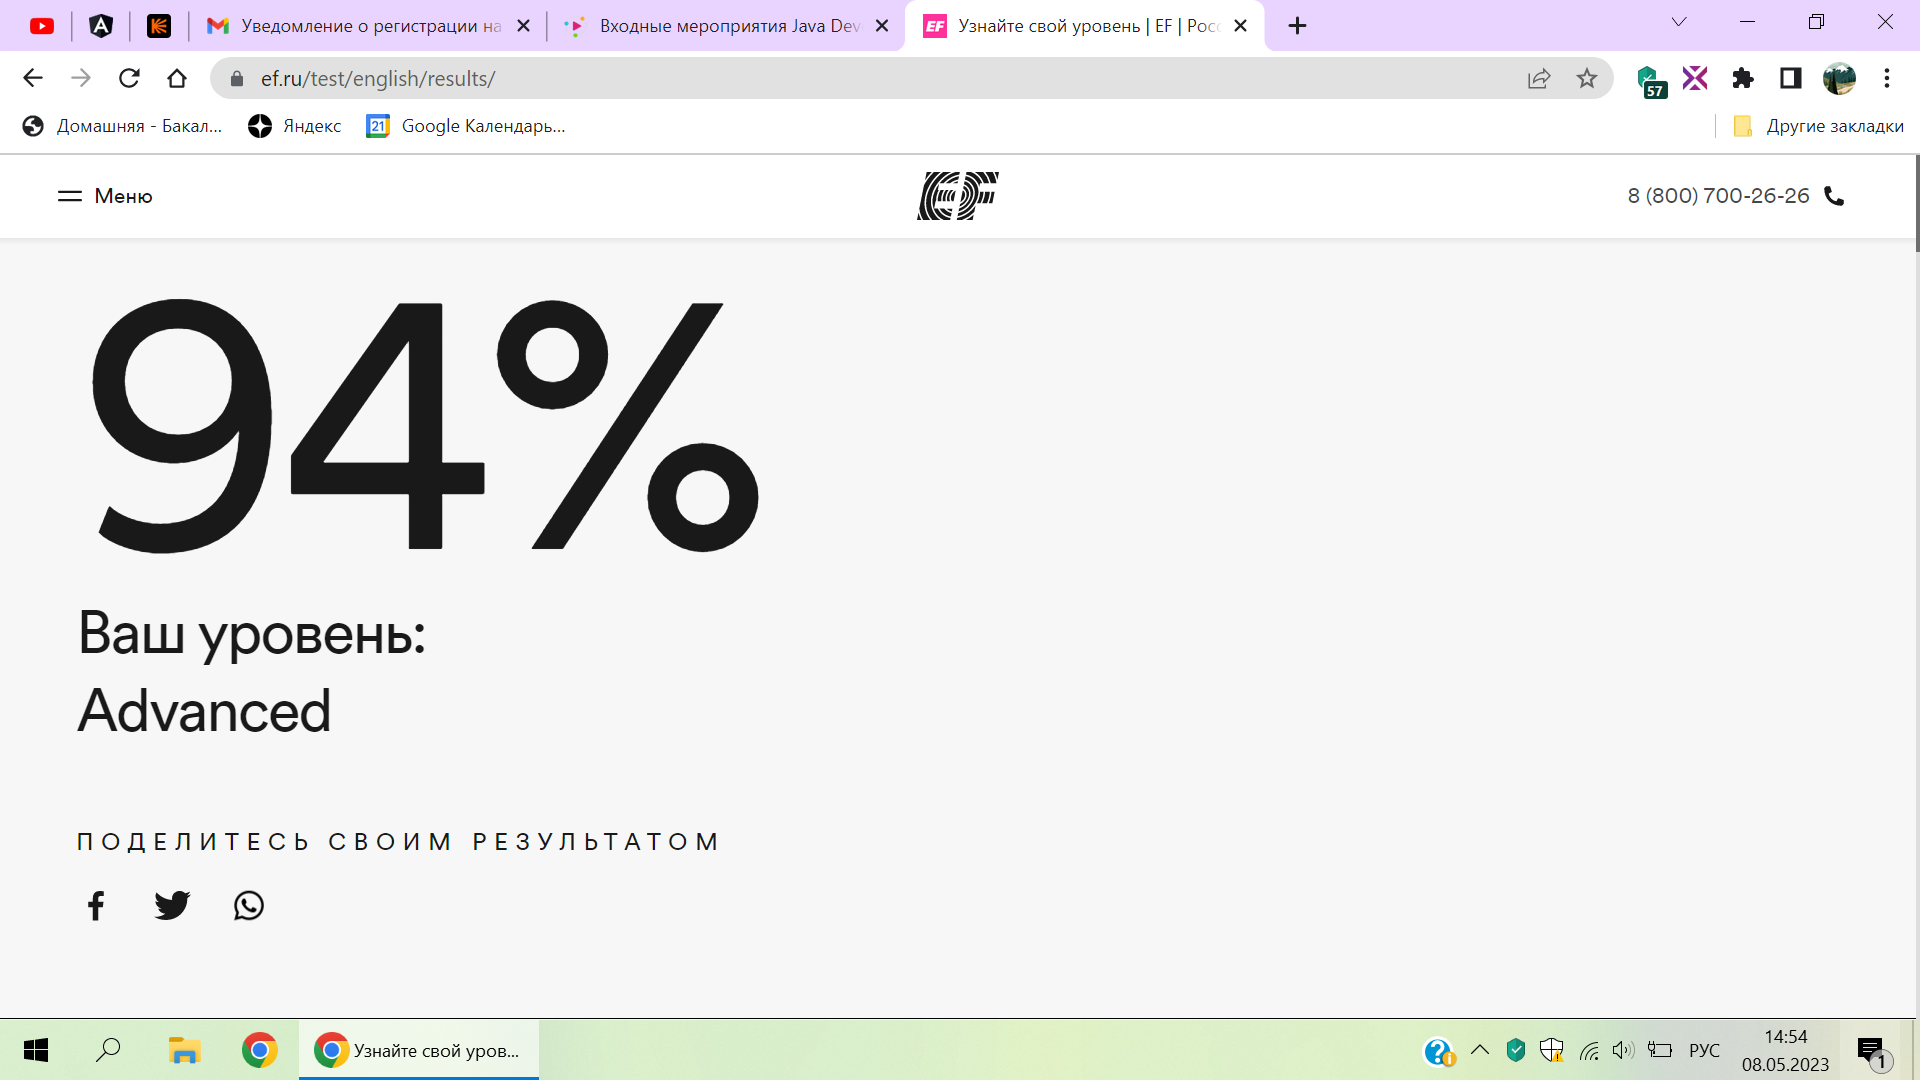 Уведомление о регистрации на
Входные мероприятия Java Dev
EF
Узнайте свой уровень | EF | Росс
ef.ru/test/english/results/
57
Домашняя - Бакал...
Яндекс
21
Google Календарь...
Другие закладки
Меню
EF
8 (800) 700-26-26
94%
Ваш уровень:
Advanced
ПОДЕЛИТЕСЬ СВОИМ РЕЗУЛЬТАТОМ
Узнайте свой уров...
РУС
14:54
08.05.2023
1